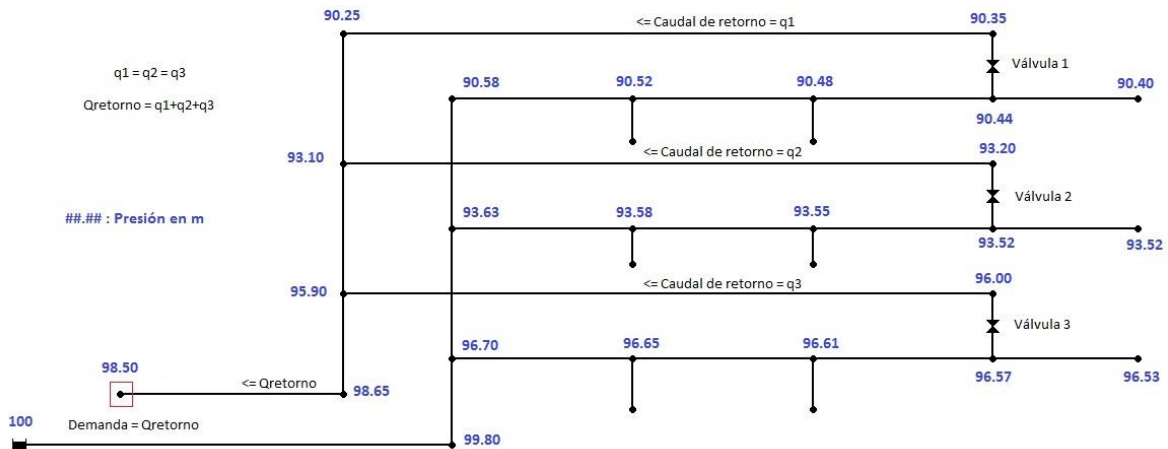 90.25
<= Caudal de retorno = q1
90.35
q1 = q2 = q3
Válvula 1
90.58
90.52
90.48
90.40
Qretorno = q1+q2+q3
90.44
93.10
<= Caudal de retorno = q2
93.20
##.## : Presión en m
93.63
93.58
93.55
Válvula 2
93.52
93.52
95.90
<= Caudal de retorno = q3
96.00
Válvula 3
96.70
96.65
96.61
98.50
<= Qretorno
98.65
96.57
96.53
100
Demanda = Qretorno
99.80